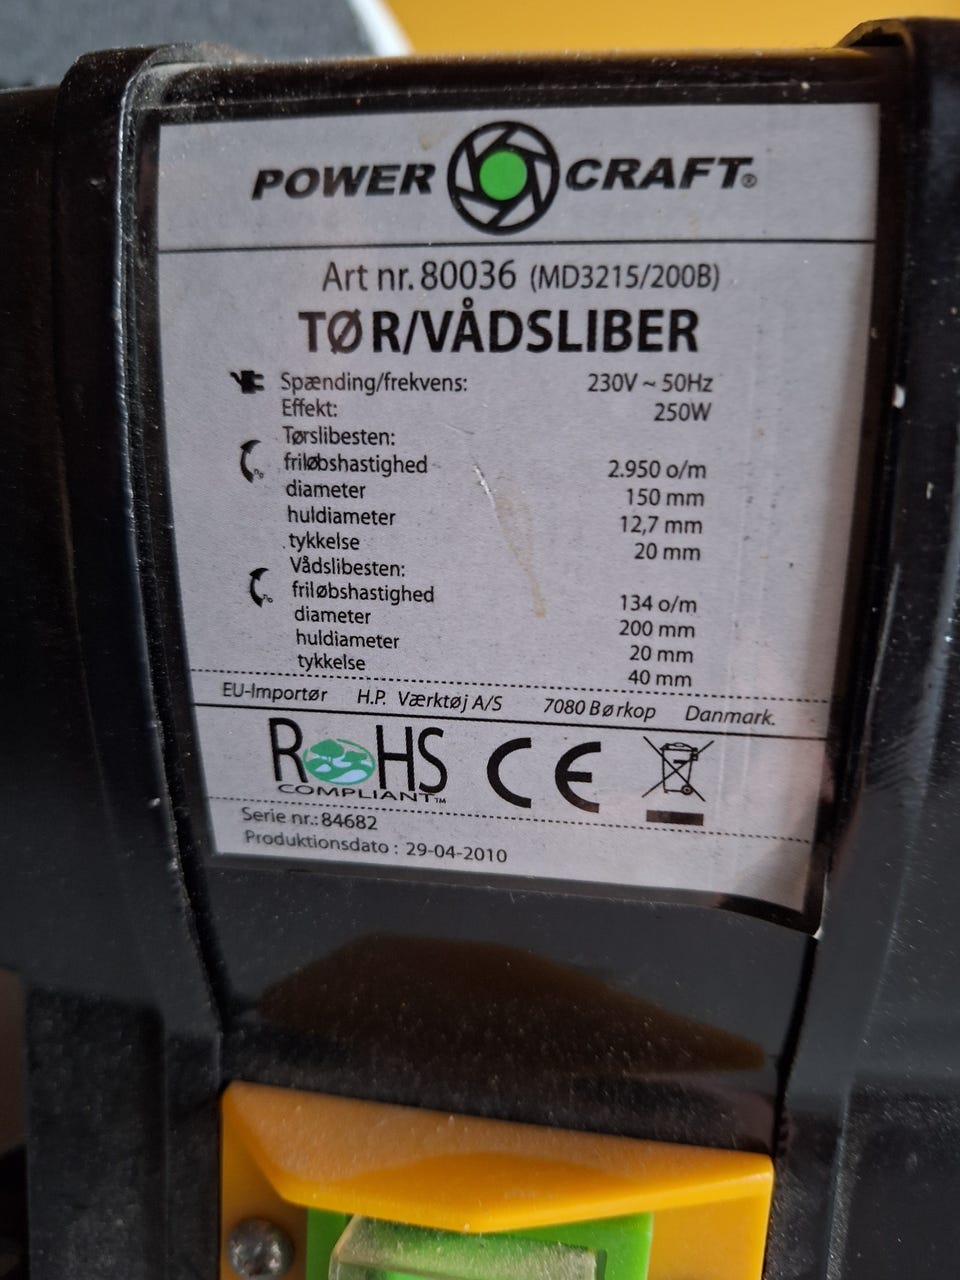 POWER CRAFT®
Art nr. 80036 (MD3215/200B)
TØR/VÅDSLIBER
Spænding/frekvens: 230V ~ 50Hz
Effekt: 250W
Tørslibesten:
friløbshastighed 2.950 o/m
diameter 150 mm
huldiameter 12,7 mm
tykkelse 20 mm
Vådslibesten:
friløbshastighed 134 o/m
diameter 200 mm
huldiameter 20 mm
tykkelse 40 mm
EU-Importør H.P. Værktøj A/S 7080 Børkop Danmark.
RoHS CE
COMPLIANT™
Serie nr.: 84682
Produktionsdato : 29-04-2010